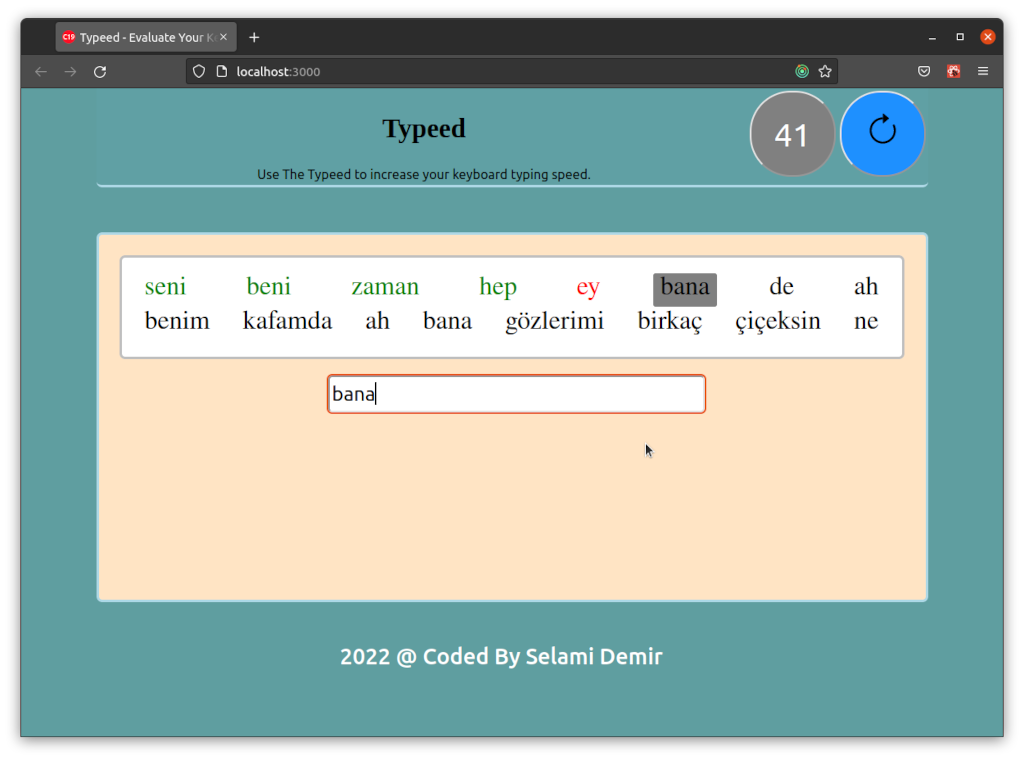 Typeed - Evaluate Your K
localhost:3000
Typeed
41
Use The Typeed to increase your keyboard typing speed.
seni beni zaman hep ey bana de ah
benim kafamda ah bana gözlerimi birkaç çiçeksin ne
bana
2022 @ Coded By Selami Demir